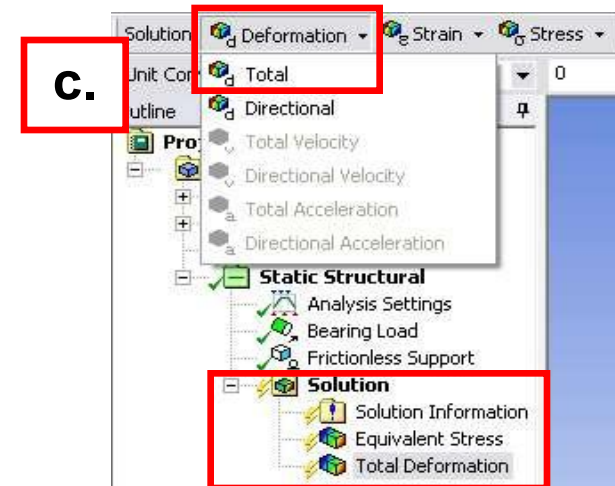 Solution Deformation Strain Stress
c.
Unit Con 0
Total
utline
Directional
Pro
Total Velocity
Directional Velocity
Total Acceleration
Directional Acceleration
Static Structural
Analysis Settings
Bearing Load
Frictionless Support
Solution
Solution Information
Equivalent Stress
Total Deformation